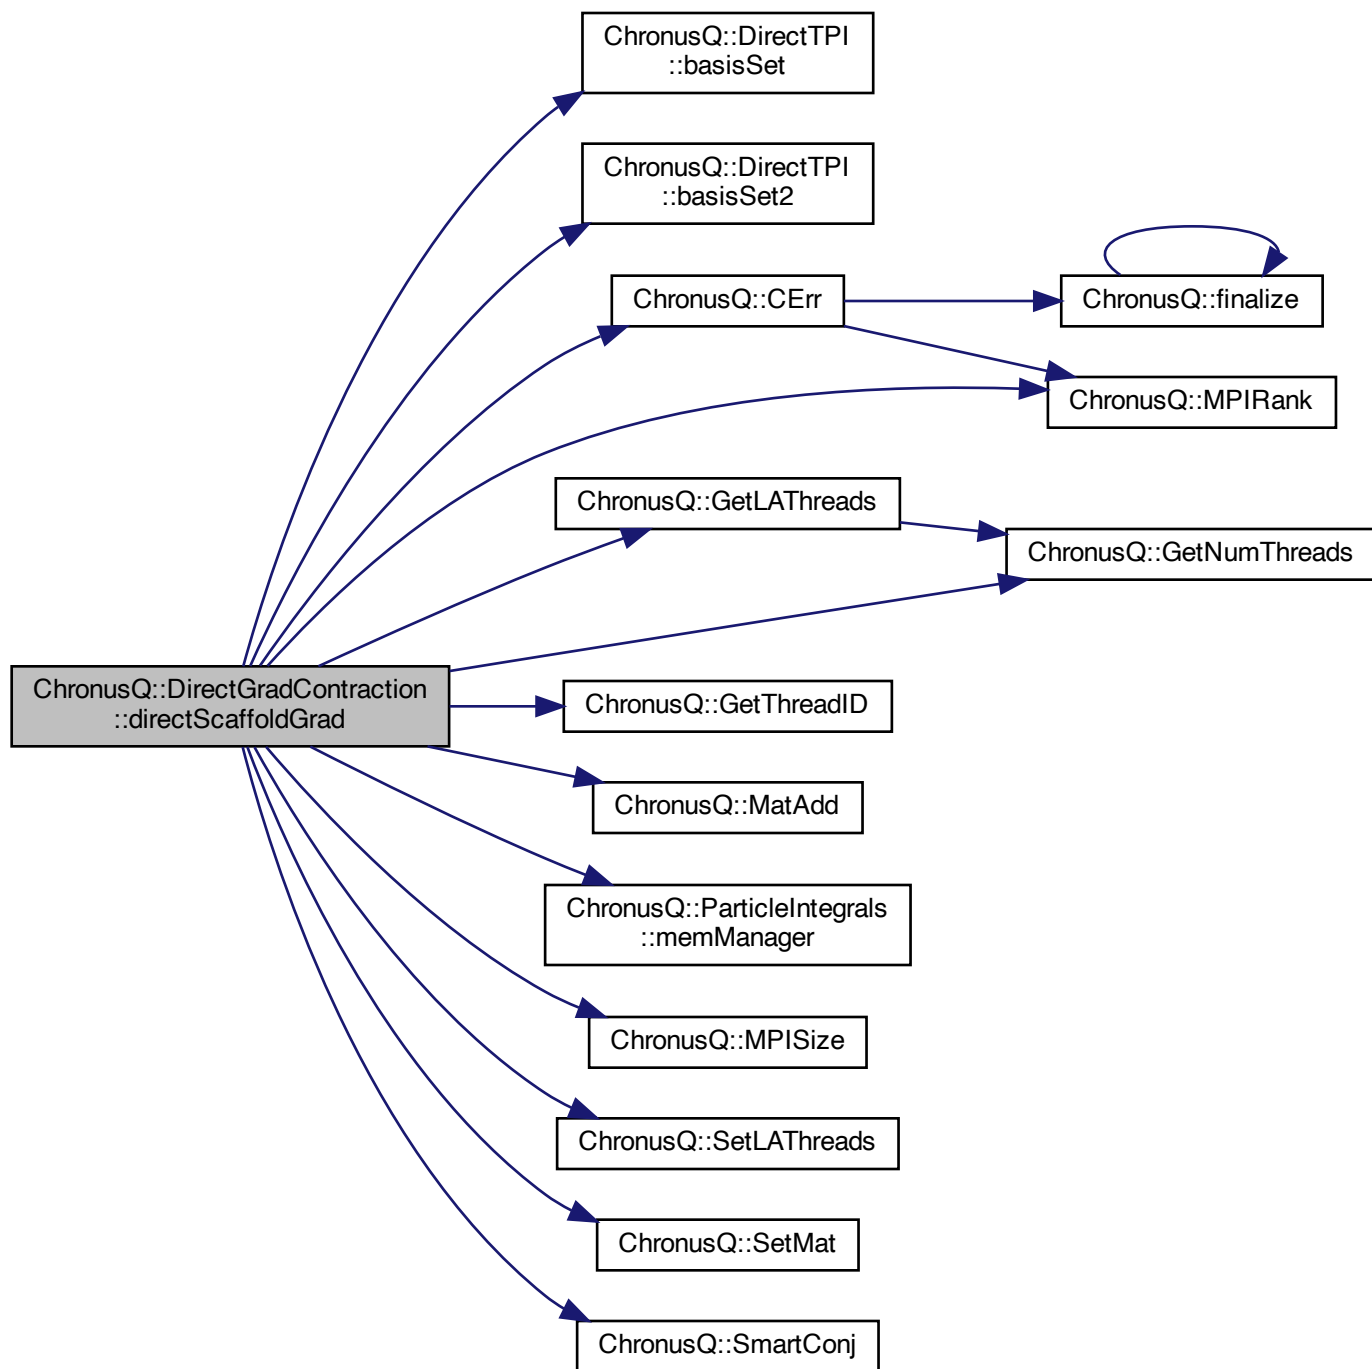 ChronusQ::DirectTPI
::basisSet
ChronusQ::DirectTPI
::basisSet2
ChronusQ::CErr
ChronusQ::finalize
ChronusQ::MPIRank
ChronusQ::GetLAThreads
ChronusQ::GetNumThreads
ChronusQ::DirectGradContraction
::directScaffoldGrad
ChronusQ::GetThreadID
ChronusQ::MatAdd
ChronusQ::ParticleIntegrals
::memManager
ChronusQ::MPISize
ChronusQ::SetLAThreads
ChronusQ::SetMat
ChronusQ::SmartConj